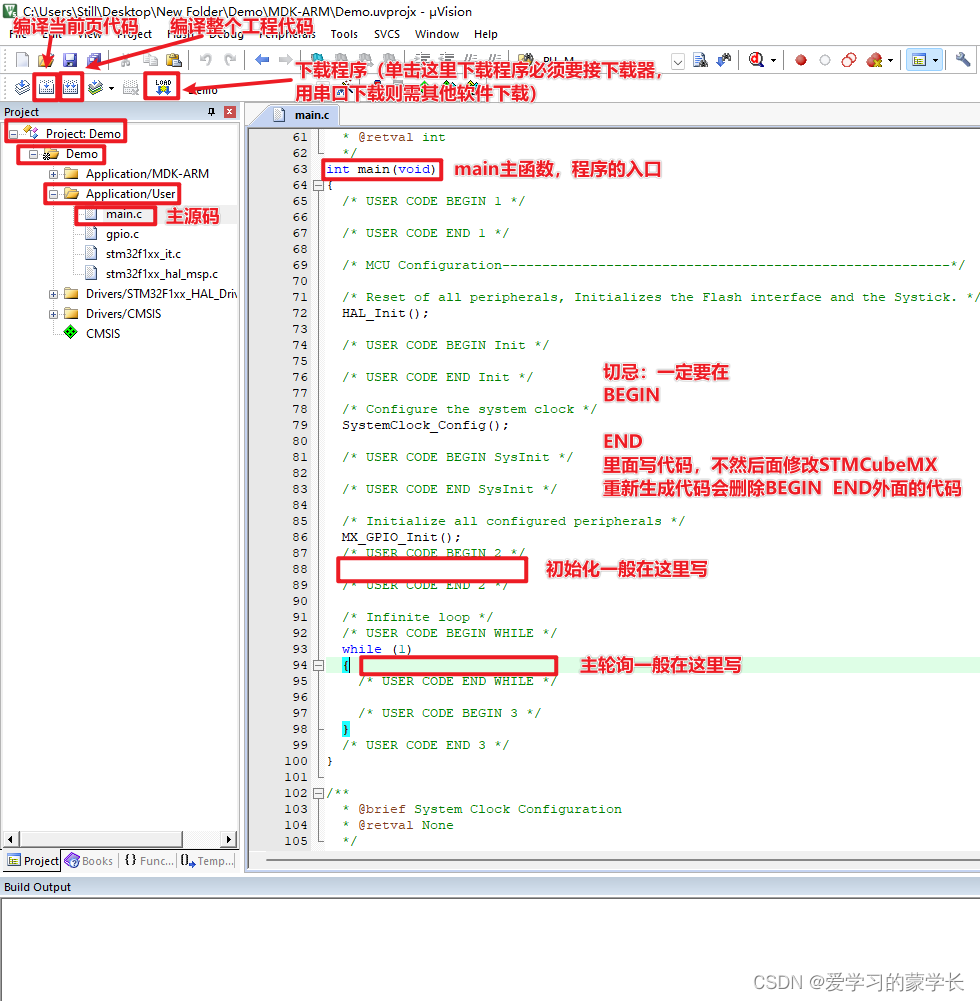 C:\Users\Still\Desktop\New Folder\Demo\MDK-ARM\Demo.uvprojx - µVision
编译当前页代码
编译整个工程代码
Project
Debug
Peripherals
Tools
SVCS
Window
Help
下载程序（单击这里下载程序必须要接下载器，
用串口下载则需其他软件下载）
LOAD
Project
main.c
Project: Demo
Demo
Application/MDK-ARM
Application/User
main.c
主源码
gpio.c
stm32f1xx_it.c
stm32f1xx_hal_msp.c
Drivers/STM32F1xx_HAL_Driv
Drivers/CMSIS
CMSIS
61 * @retval int
62 */
63 int main(void)
main主函数，程序的入口
64 {
65 /* USER CODE BEGIN 1 */
66
67 /* USER CODE END 1 */
68
69 /* MCU Configuration--------------------------------------------------------*/
70
71 /* Reset of all peripherals, Initializes the Flash interface and the Systick. */
72 HAL_Init();
73
74 /* USER CODE BEGIN Init */
75
76 /* USER CODE END Init */
77
78 /* Configure the system clock */
79 SystemClock_Config();
80
81 /* USER CODE BEGIN SysInit */
82
83 /* USER CODE END SysInit */
84
85 /* Initialize all configured peripherals */
86 MX_GPIO_Init();
87 /* USER CODE BEGIN 2 */
88
89 /* USER CODE END 2 */
90
91 /* Infinite loop */
92 /* USER CODE BEGIN WHILE */
93 while (1)
94 {
95 /* USER CODE END WHILE */
96
97 /* USER CODE BEGIN 3 */
98 }
99 /* USER CODE END 3 */
100 }
101
102 /**
103 * @brief System Clock Configuration
104 * @retval None
105 */
切忌：一定要在
BEGIN
END
里面写代码，不然后面修改STMCubeMX
重新生成代码会删除BEGIN END外面的代码
初始化一般在这里写
主轮询一般在这里写
Project
Books
{} Func...
Temp...
Build Output
CSDN @爱学习的蒙学长